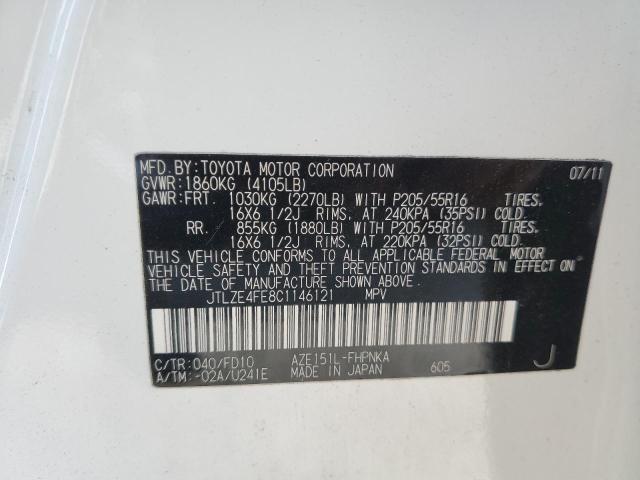 MFD. BY: TOYOTA MOTOR CORPORATION 07/11
GVWR: 1860KG (4105LB)
GAWR: FRT. 1030KG (2270LB) WITH P205/55R16 TIRES.
16X6 1/2J RIMS, AT 240KPA (35PSI) COLD.
RR. 855KG (1880LB) WITH P205/55R16 TIRES.
16X6 1/2J RIMS, AT 220KPA (32PSI) COLD.
THIS VEHICLE CONFORMS TO ALL APPLICABLE FEDERAL MOTOR
VEHICLE SAFETY AND THEFT PREVENTION STANDARDS IN EFFECT ON
THE DATE OF MANUFACTURE SHOWN ABOVE.
JTLZE4FE8C1146121 MPV
C/TR: 040/FD10 AZE151L-FHPNKA 605 J
A/TM: -02A/U241E MADE IN JAPAN